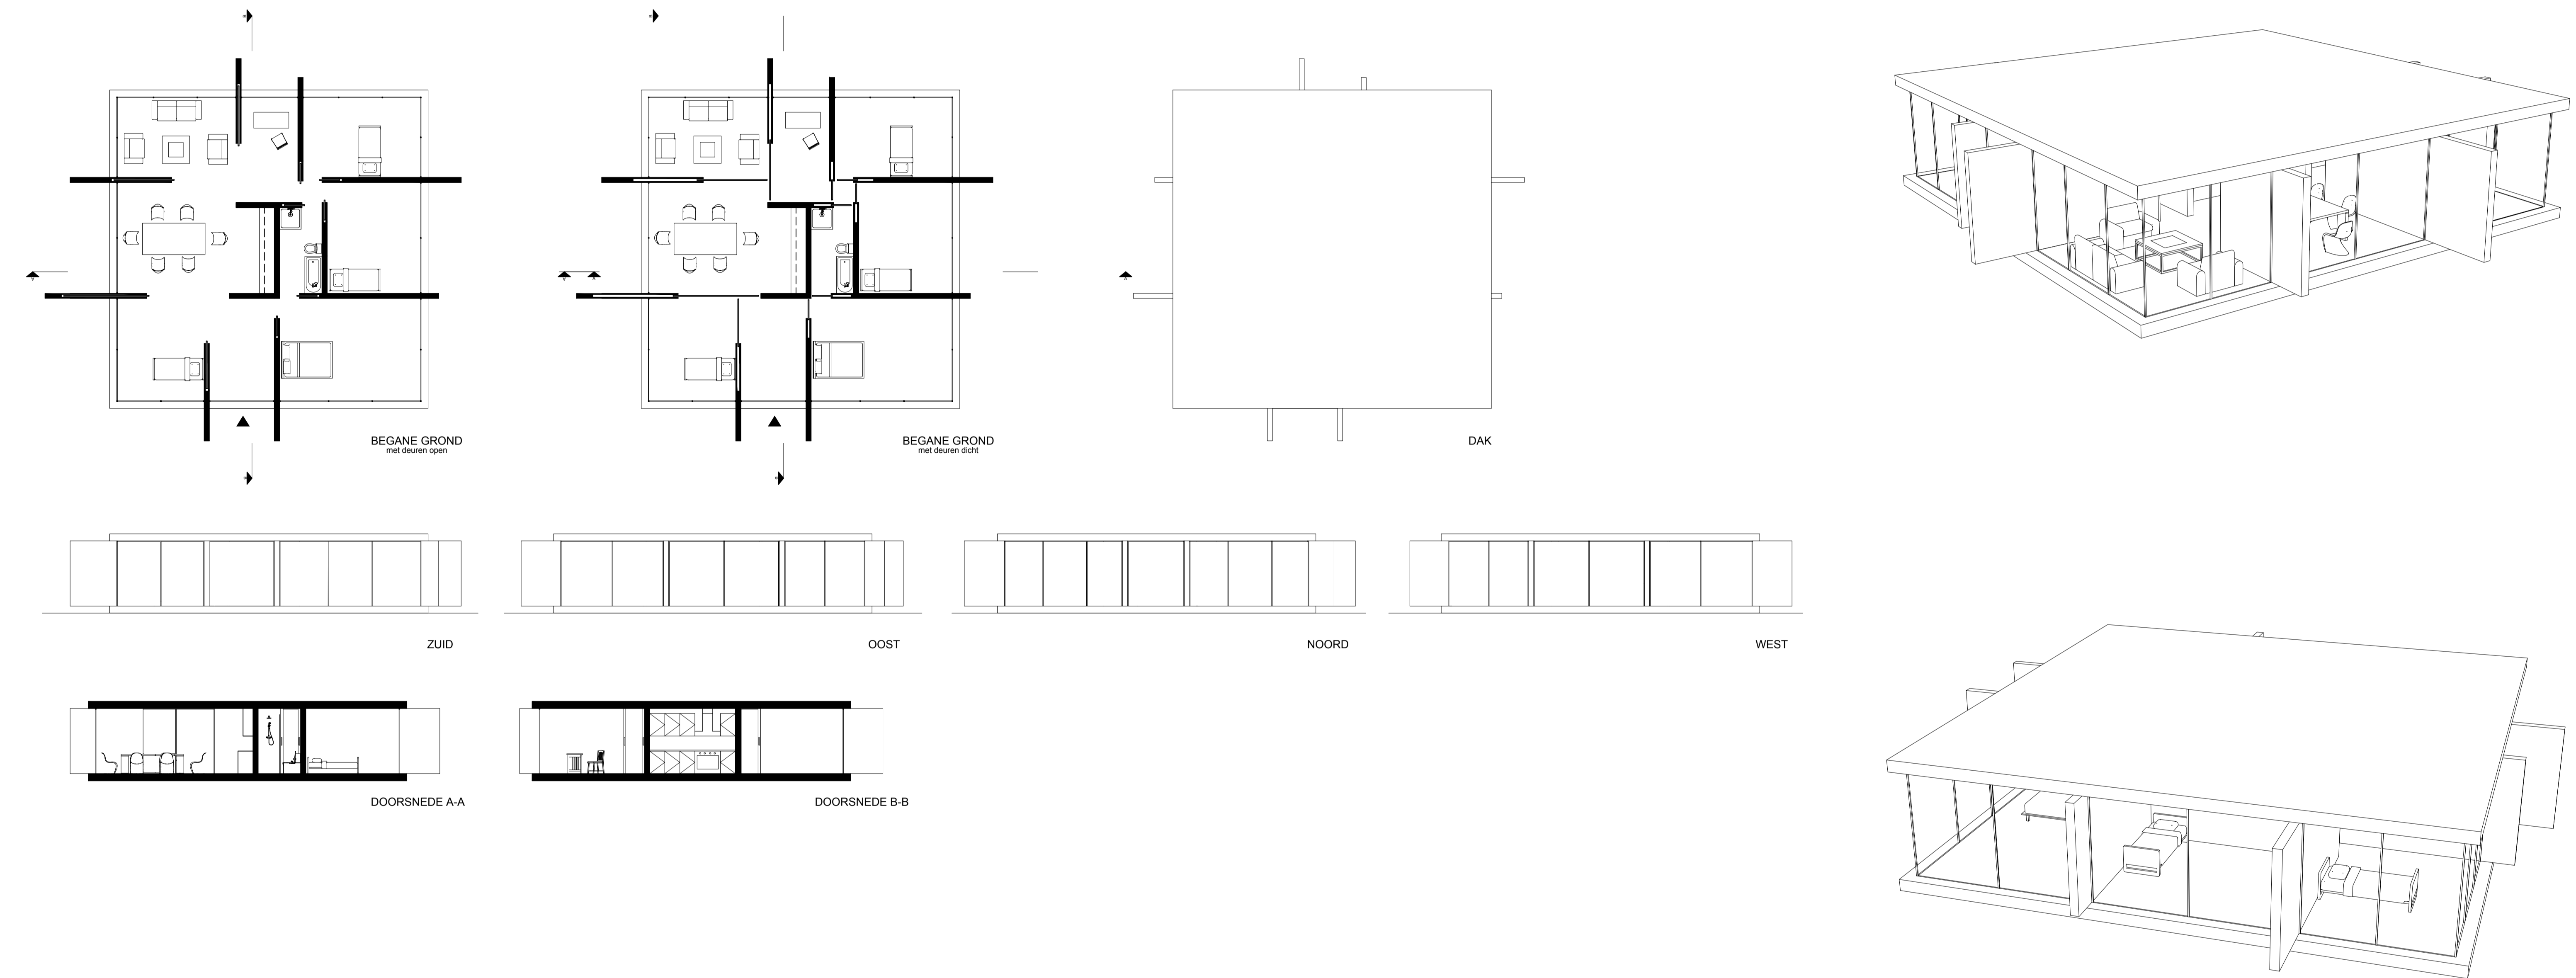 BEGANE GROND
met deuren open
BEGANE GROND
met deuren dicht
DAK
ZUID
OOST
NOORD
WEST
DOORSNEDE A-A
DOORSNEDE B-B